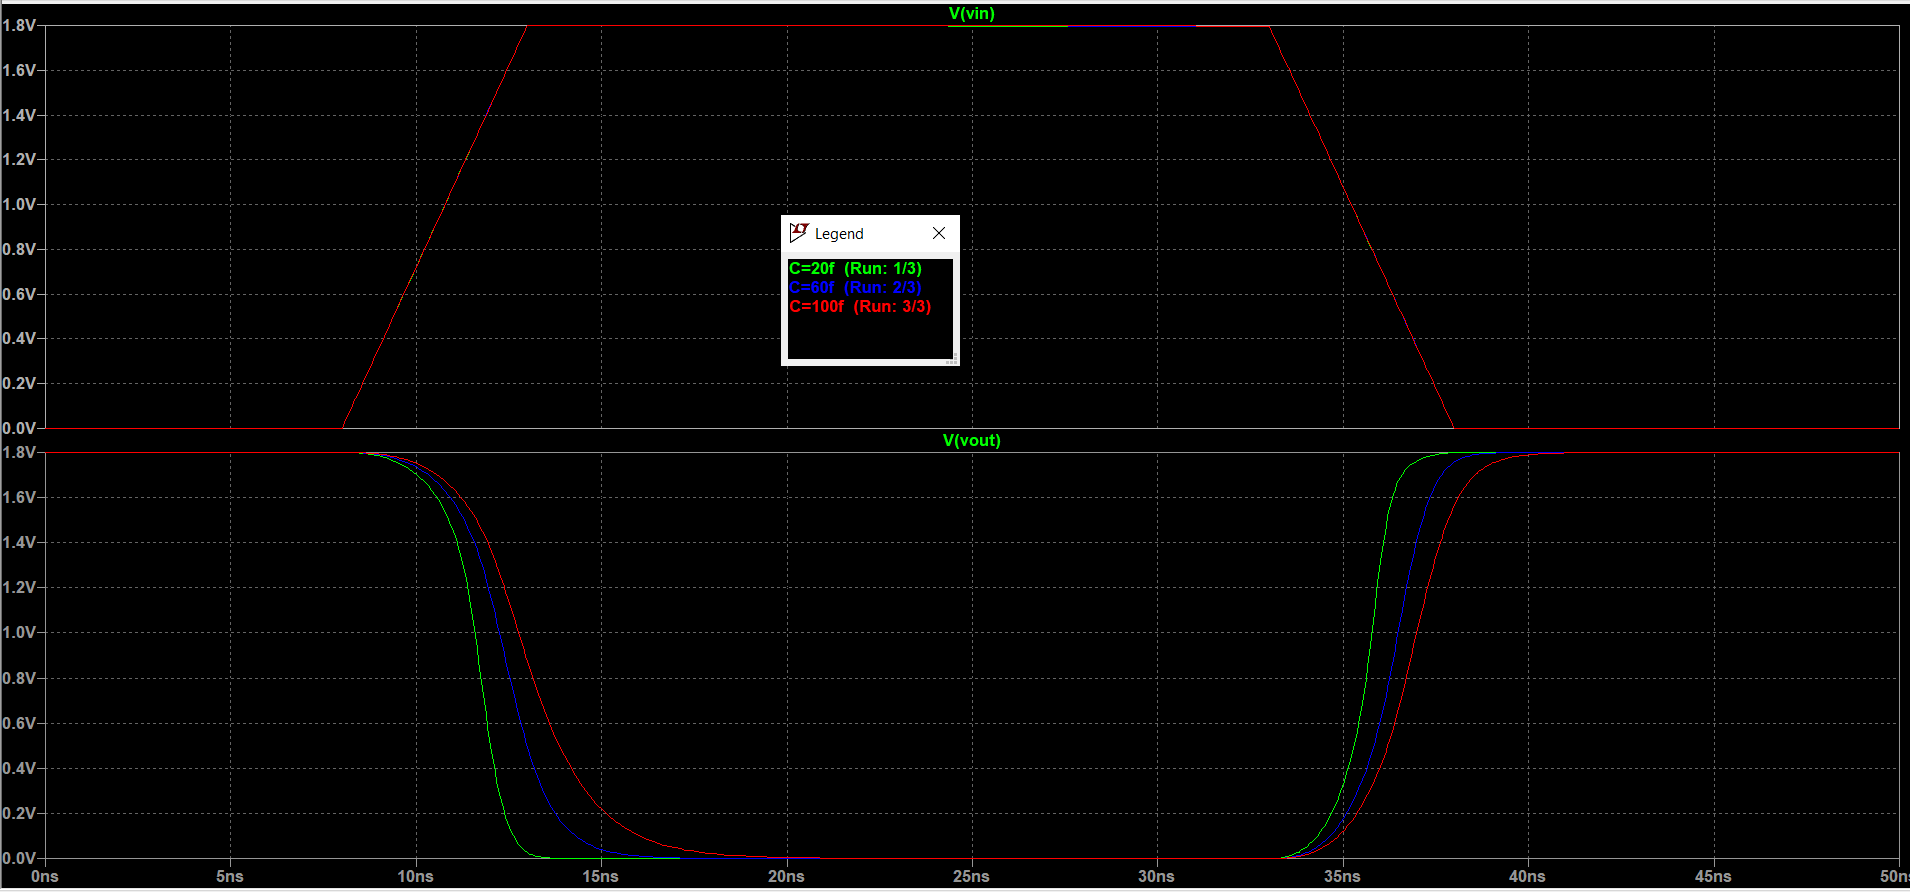 V(vin)
1.8V
1.6V
1.4V
1.2V
1.0V
0.8V
0.6V
0.4V
0.2V
0.0V
Legend
C=20f (Run: 1/3)
C=60f (Run: 2/3)
C=100f (Run: 3/3)
V(vout)
1.8V
1.6V
1.4V
1.2V
1.0V
0.8V
0.6V
0.4V
0.2V
0.0V
0ns 5ns 10ns 15ns 20ns 25ns 30ns 35ns 40ns 45ns 50n